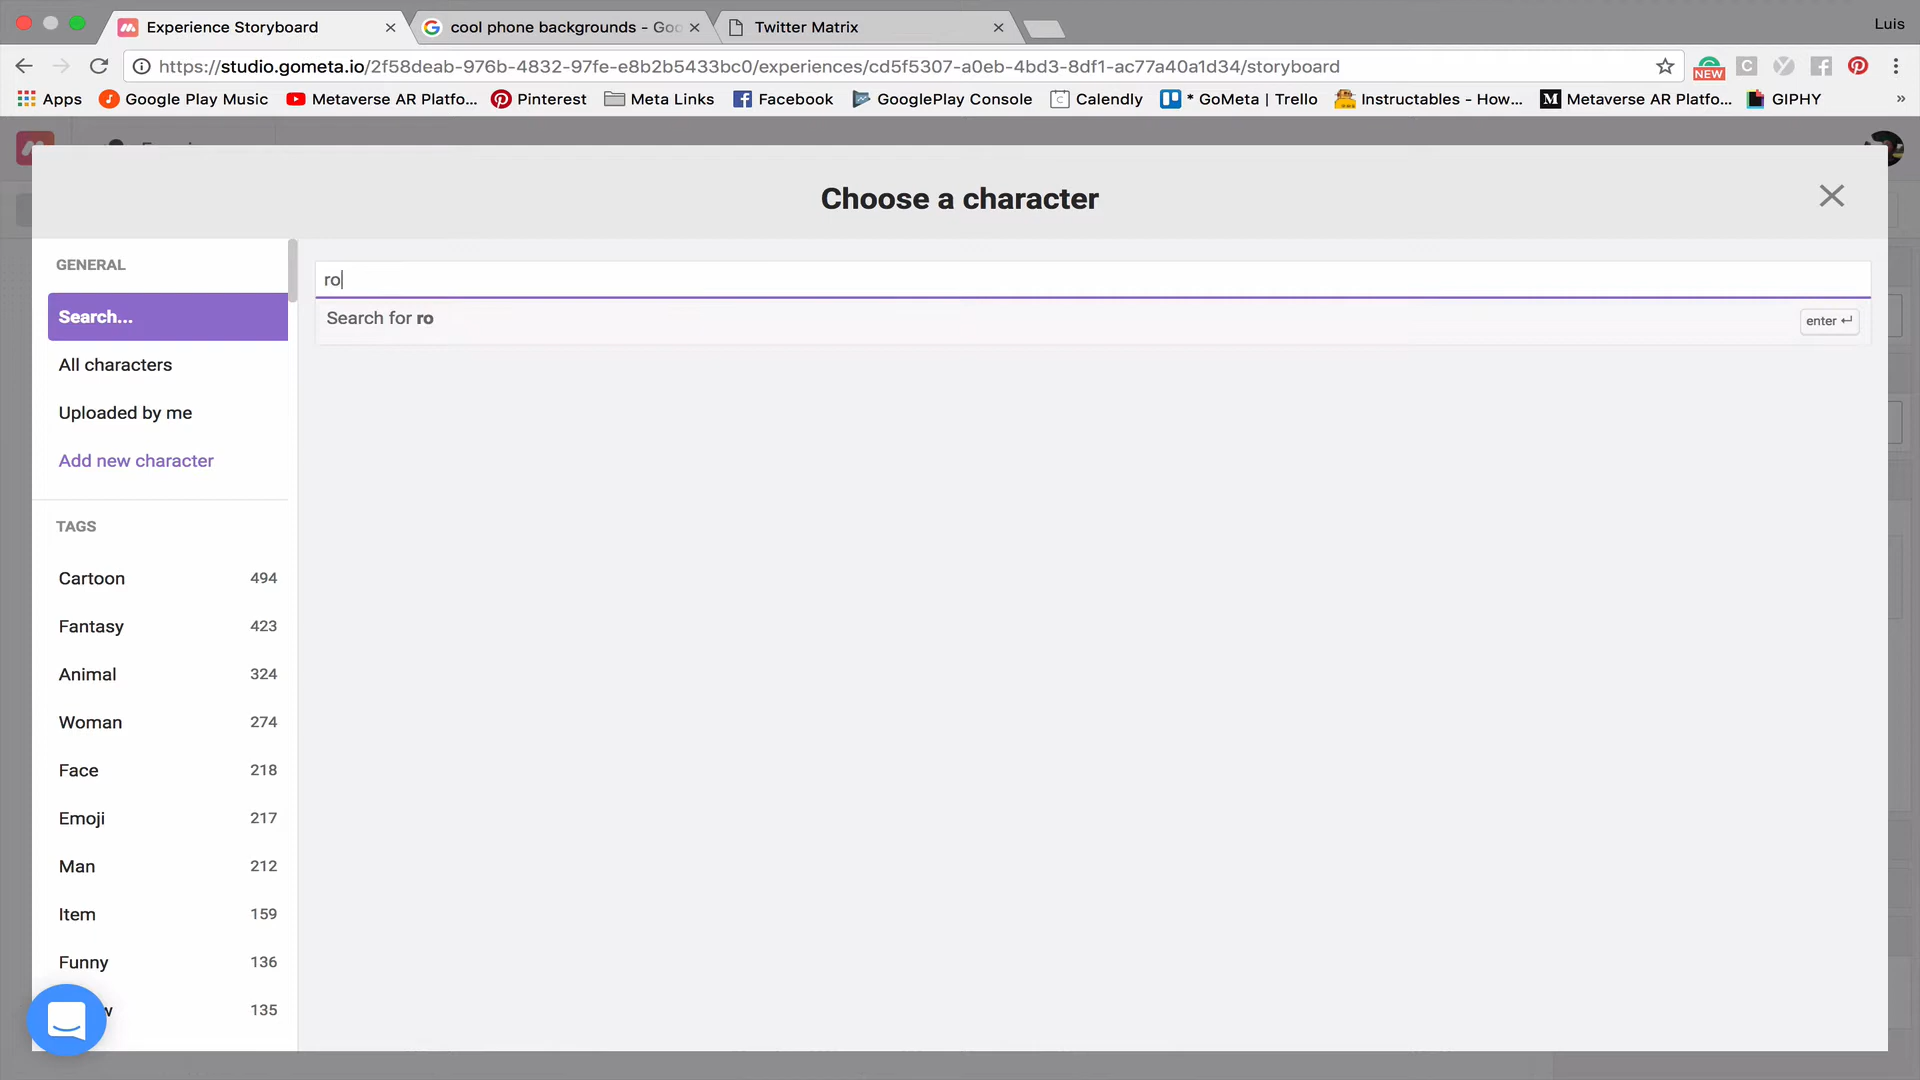 Experience Storyboard
cool phone backgrounds - Goo
Twitter Matrix
Luis
https://studio.gometa.io/2f58deab-976b-4832-97fe-e8b2b5433bc0/experiences/cd5f5307-a0eb-4bd3-8df1-ac77a40a1d34/storyboard
NEW
Apps
Google Play Music
Metaverse AR Platfo...
Pinterest
Meta Links
Facebook
GooglePlay Console
Calendly
* GoMeta | Trello
Instructables - How...
Metaverse AR Platfo...
GIPHY
»
Choose a character
GENERAL
Search...
All characters
Uploaded by me
Add new character
ro
Search for ro
enter ↵
TAGS
Cartoon 494
Fantasy 423
Animal 324
Woman 274
Face 218
Emoji 217
Man 212
Item 159
Funny 136
135